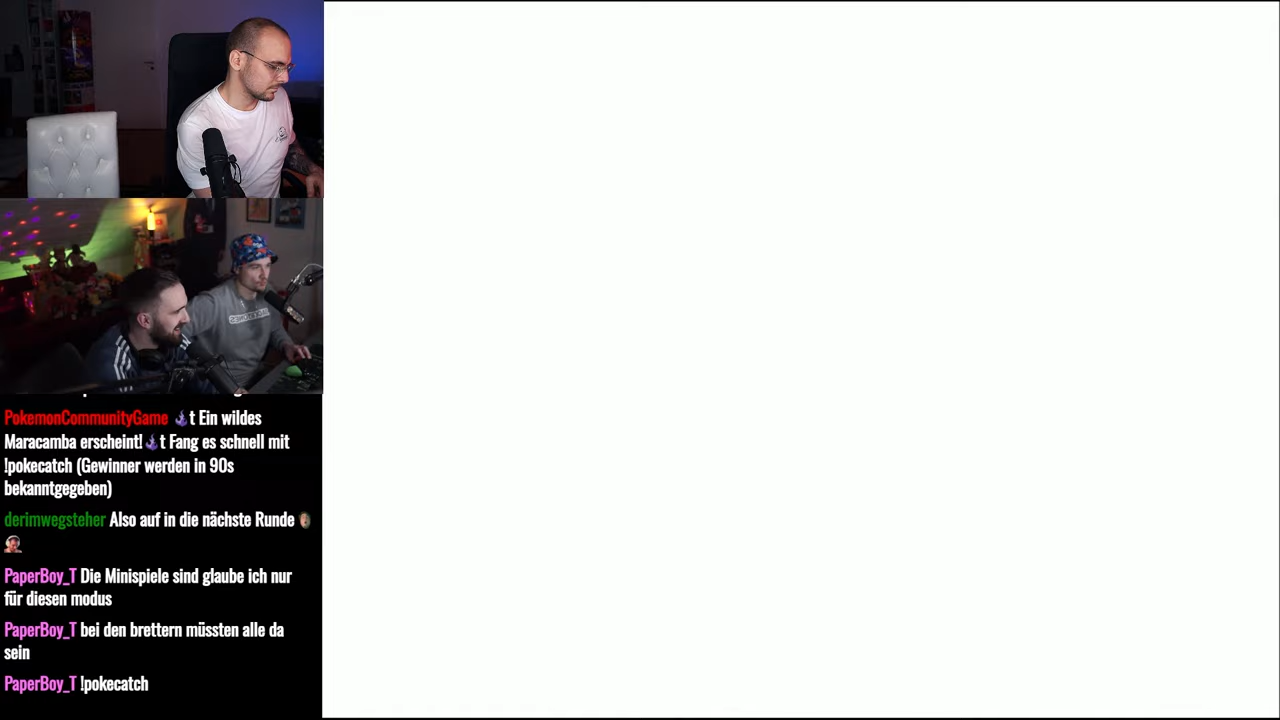 PokemonCommunityGame t Ein wildes
Maracamba erscheint! t Fang es schnell mit
!pokecatch (Gewinner werden in 90s
bekanntgegeben)
derimwegsteher Also auf in die nächste Runde
PaperBoy_T Die Minispiele sind glaube ich nur
für diesen modus
PaperBoy_T bei den brettern müssten alle da
sein
PaperBoy_T !pokecatch